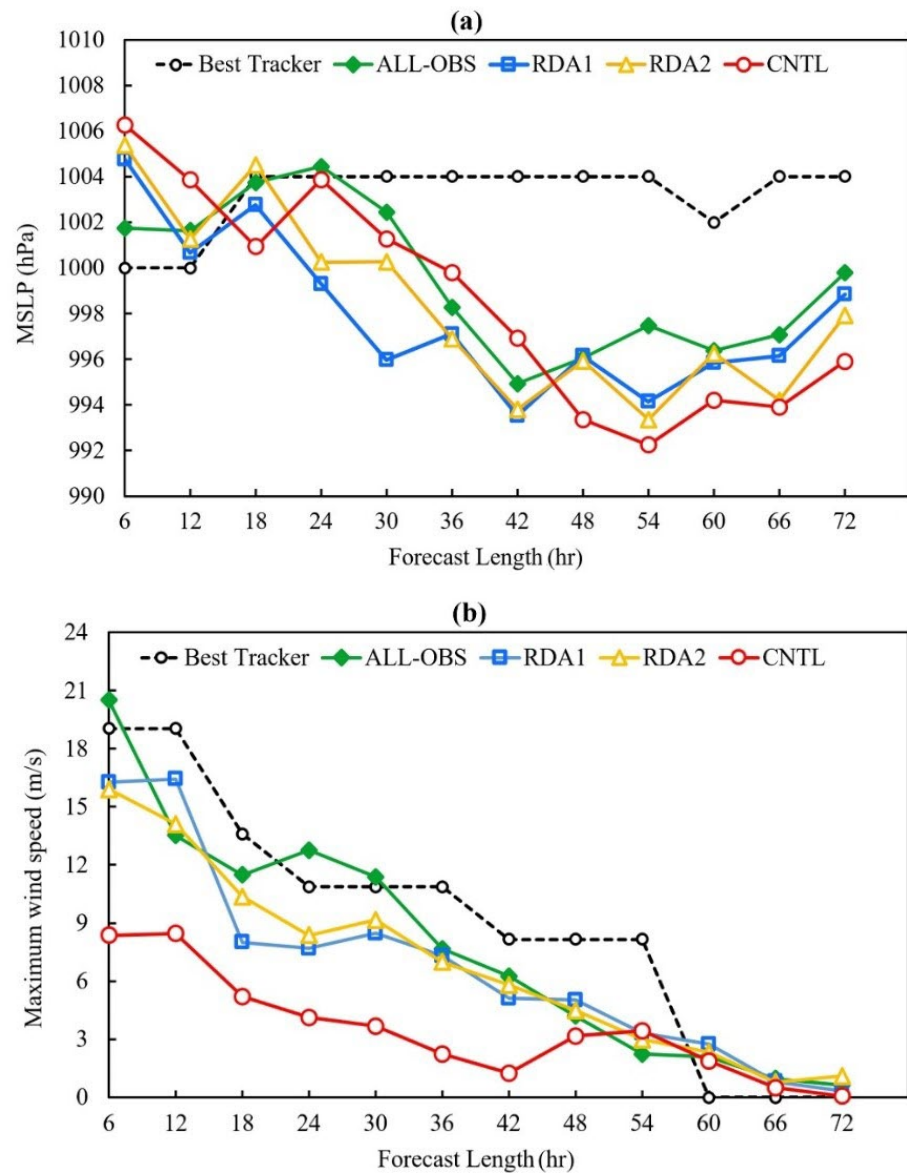 (a)
1010
1008
1006
1004
1002
1000
998
996
994
992
990
MSLP (hPa)
Best Tracker ALL-OBS RDA1 RDA2 CNTL
6 12 18 24 30 36 42 48 54 60 66 72
Forecast Length (hr)
(b)
24
21
18
15
12
9
6
3
0
Maximum wind speed (m/s)
Best Tracker ALL-OBS RDA1 RDA2 CNTL
6 12 18 24 30 36 42 48 54 60 66 72
Forecast Length (hr)